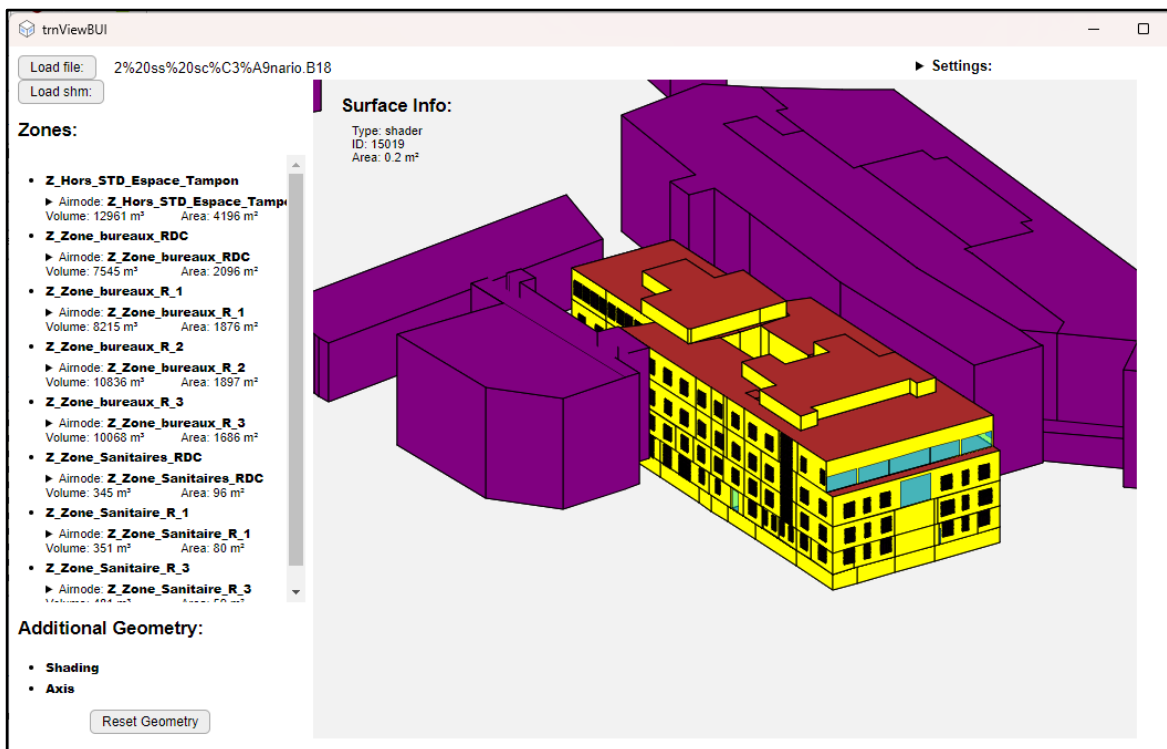 trnViewBUI
Load file: 2%20ss%20sc%C3%A9nario.B18
Settings:
Load shm:
Surface Info:
Type: shader
ID: 15019
Area: 0.2 m²
Zones:
Z_Hors_STD_Espace_Tampon
Airnode: Z_Hors_STD_Espace_Tampon
Volume: 12961 m³ Area: 4196 m²
Z_Zone_bureaux_RDC
Airnode: Z_Zone_bureaux_RDC
Volume: 7545 m³ Area: 2096 m²
Z_Zone_bureaux_R_1
Airnode: Z_Zone_bureaux_R_1
Volume: 8215 m³ Area: 1876 m²
Z_Zone_bureaux_R_2
Airnode: Z_Zone_bureaux_R_2
Volume: 10836 m³ Area: 1897 m²
Z_Zone_bureaux_R_3
Airnode: Z_Zone_bureaux_R_3
Volume: 10068 m³ Area: 1686 m²
Z_Zone_Sanitaires_RDC
Airnode: Z_Zone_Sanitaires_RDC
Volume: 345 m³ Area: 96 m²
Z_Zone_Sanitaire_R_1
Airnode: Z_Zone_Sanitaire_R_1
Volume: 351 m³ Area: 80 m²
Z_Zone_Sanitaire_R_3
Airnode: Z_Zone_Sanitaire_R_3
Additional Geometry:
Shading
Axis
Reset Geometry